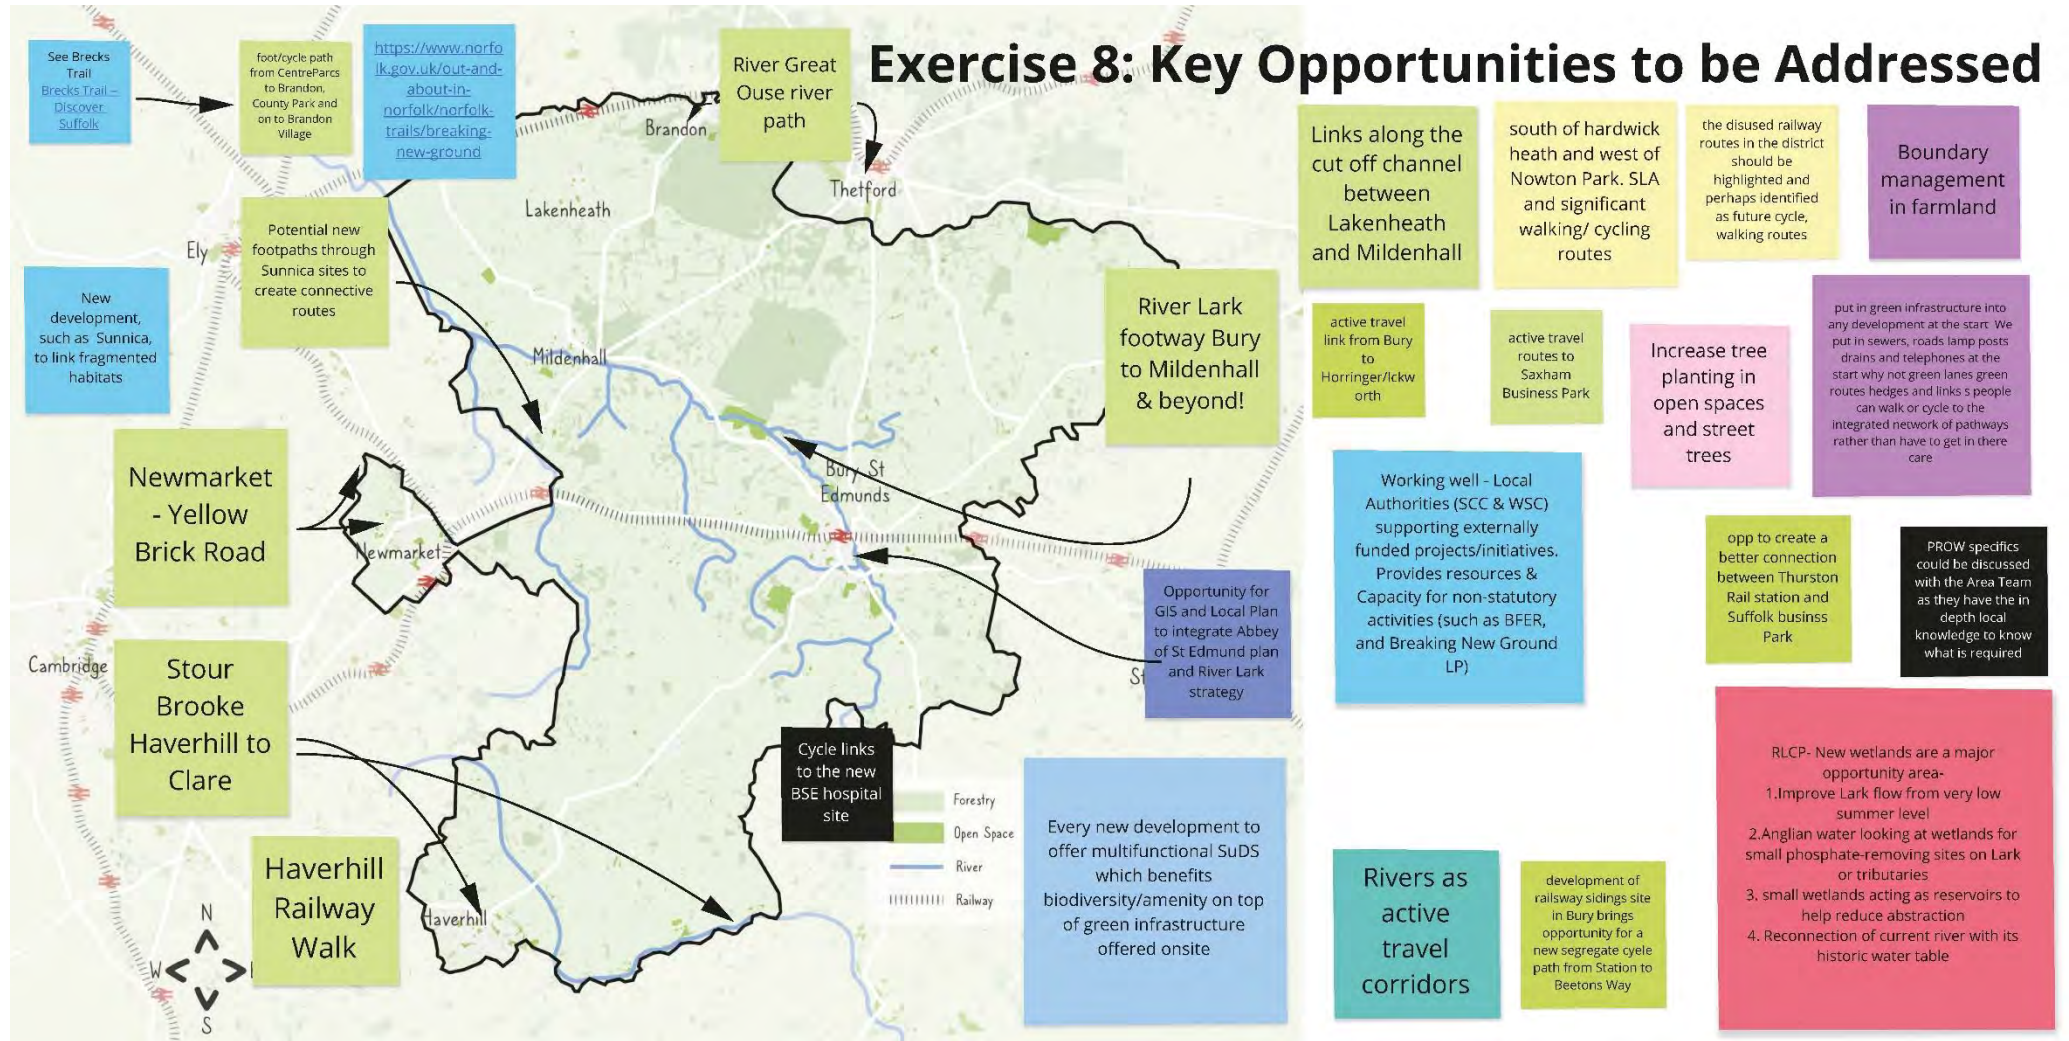 Exercise 8: Key Opportunities to be Addressed
See Brecks
Trail
Brecks Trail –
Discover
Suffolk
foot/cycle path
from CentreParcs
to Brandon,
County Park and
on to Brandon
Village
https://www.norfo
lk.gov.uk/out-and-
about-in-
norfolk/norfolk-
trails/breaking-
new-ground
River Great
Ouse river
path
Brandon
Thetford
Lakenheath
Ely
Potential new
footpaths through
Sunnica sites to
create connective
routes
New
development,
such as Sunnica,
to link fragmented
habitats
Mildenhall
River Lark
footway Bury
to Mildenhall
& beyond!
Bury St
Edmunds
Newmarket
- Yellow
Brick Road
Newmarket
Cambridge
Stour
Brooke
Haverhill to
Clare
Opportunity for
GIS and Local Plan
to integrate Abbey
of St Edmund plan
and River Lark
strategy
St
Cycle links
to the new
BSE hospital
site
Forestry
Open Space
River
Railway
Haverhill
Haverhill
Railway
Walk
N
W
S
Every new development to
offer multifunctional SuDS
which benefits
biodiversity/amenity on top
of green infrastructure
offered onsite
Links along the
cut off channel
between
Lakenheath
and Mildenhall
south of hardwick
heath and west of
Nowton Park. SLA
and significant
walking/ cycling
routes
the disused railway
routes in the district
should be
highlighted and
perhaps identified
as future cycle,
walking routes
Boundary
management
in farmland
active travel
link from Bury
to
Horringer/Ickw
orth
active travel
routes to
Saxham
Business Park
Increase tree
planting in
open spaces
and street
trees
put in green infrastructure into
any development at the start We
put in sewers, roads lamp posts
drains and telephones at the
start why not green lanes green
routes hedges and links s people
can walk or cycle to the
integrated network of pathways
rather than have to get in there
care
Working well - Local
Authorities (SCC & WSC)
supporting externally
funded projects/initiatives.
Provides resources &
Capacity for non-statutory
activities (such as BFER,
and Breaking New Ground
LP)
opp to create a
better connection
between Thurston
Rail station and
Suffolk businss
Park
PROW specifics
could be discussed
with the Area Team
as they have the in
depth local
knowledge to know
what is required
RLCP- New wetlands are a major
opportunity area-
1.Improve Lark flow from very low
summer level
2.Anglian water looking at wetlands for
small phosphate-removing sites on Lark
or tributaries
3. small wetlands acting as reservoirs to
help reduce abstraction
4. Reconnection of current river with its
historic water table
Rivers as
active
travel
corridors
development of
railway sidings site
in Bury brings
opportunity for a
new segregate cyele
path from Station to
Beetons Way